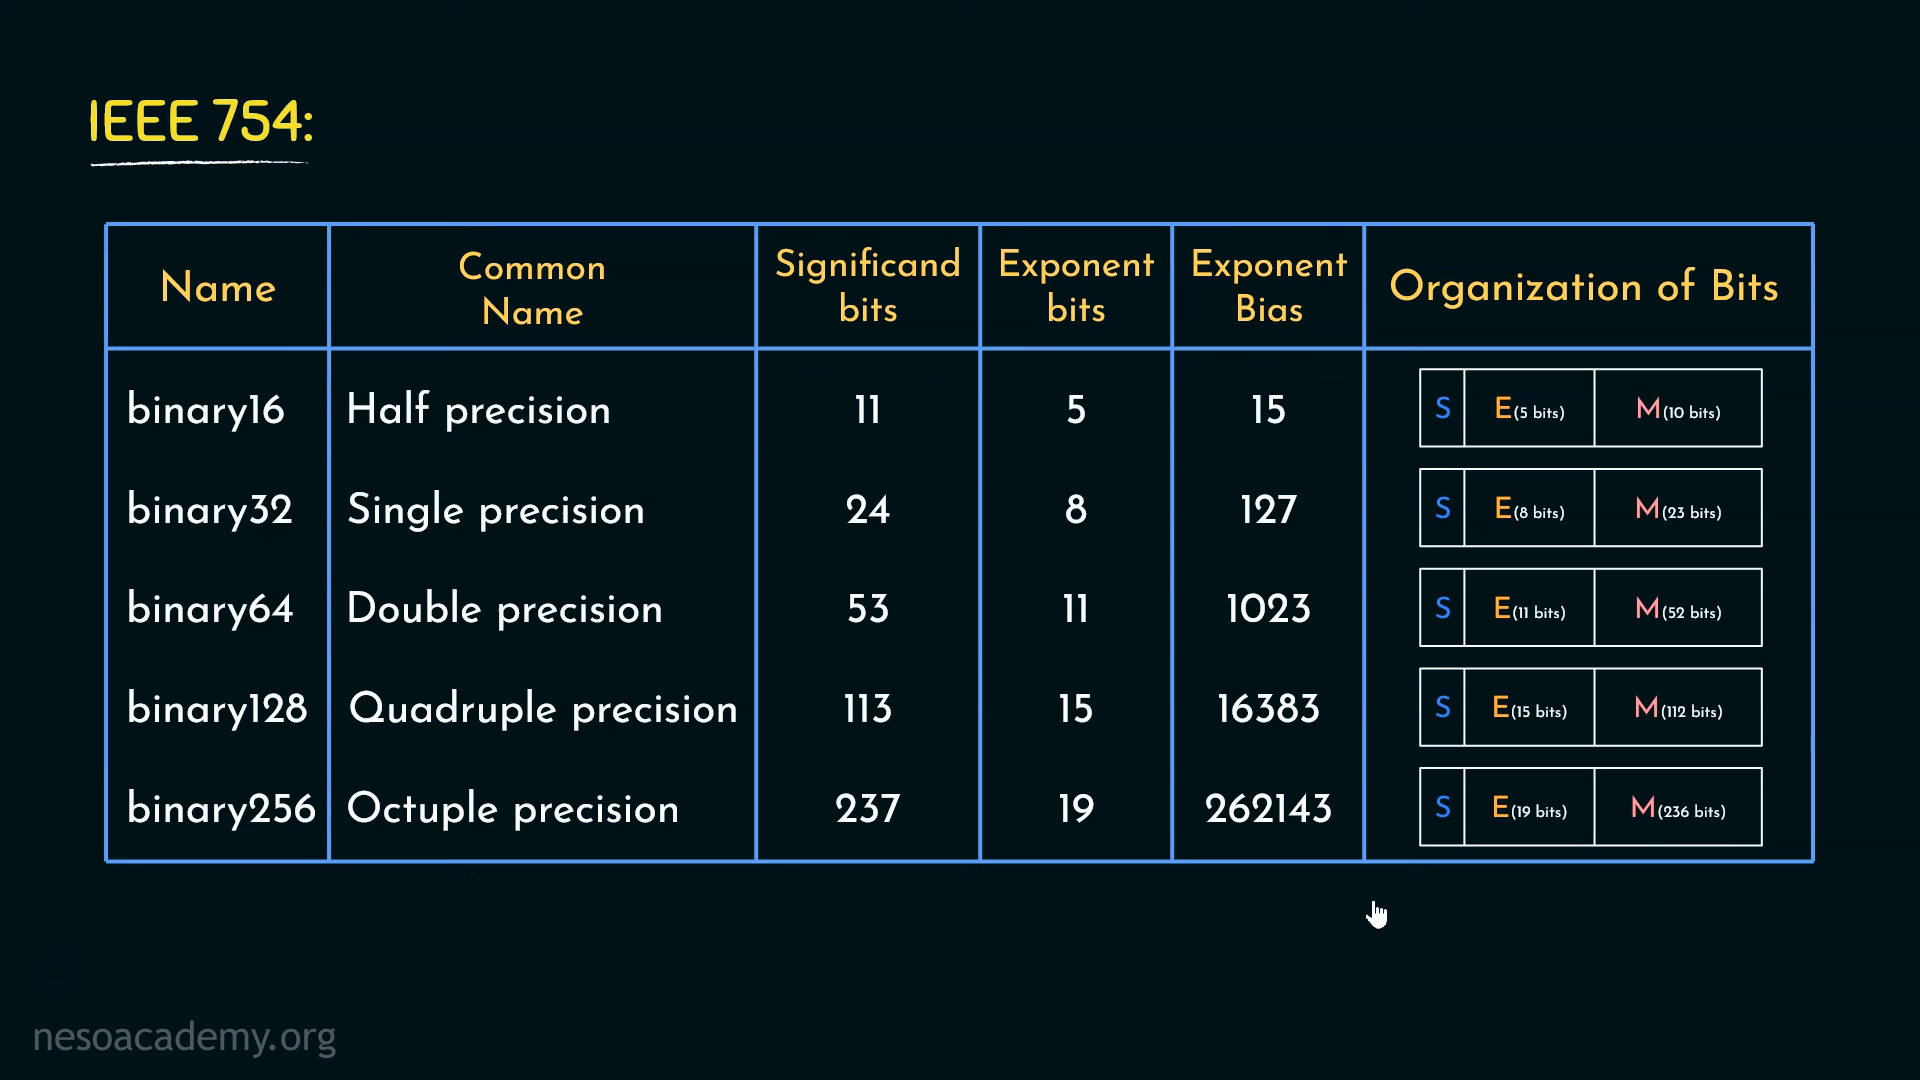 IEEE 754:
Name
Common
Name
Significand
bits
Exponent
bits
Exponent
Bias
Organization of Bits
binary16 Half precision 11 5 15 S E(5 bits) M(10 bits)
binary32 Single precision 24 8 127 S E(8 bits) M(23 bits)
binary64 Double precision 53 11 1023 S E(11 bits) M(52 bits)
binary128 Quadruple precision 113 15 16383 S E(15 bits) M(112 bits)
binary256 Octuple precision 237 19 262143 S E(19 bits) M(236 bits)
nesoacademy.org